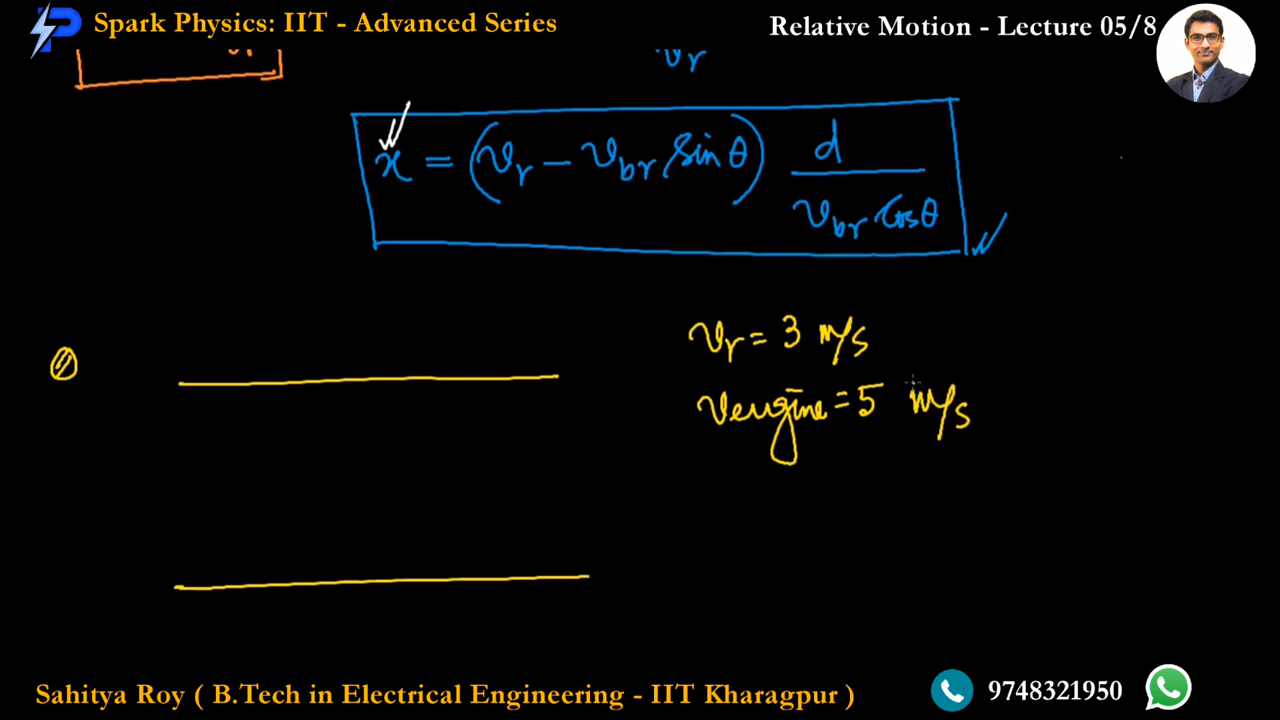 Spark Physics: IIT - Advanced Series
Relative Motion - Lecture 05/8
vr
x = (vr - vbr sin θ) d / vbr cos θ
vr = 3 m/s
vengine = 5 m/s
Sahitya Roy ( B.Tech in Electrical Engineering - IIT Kharagpur )
9748321950